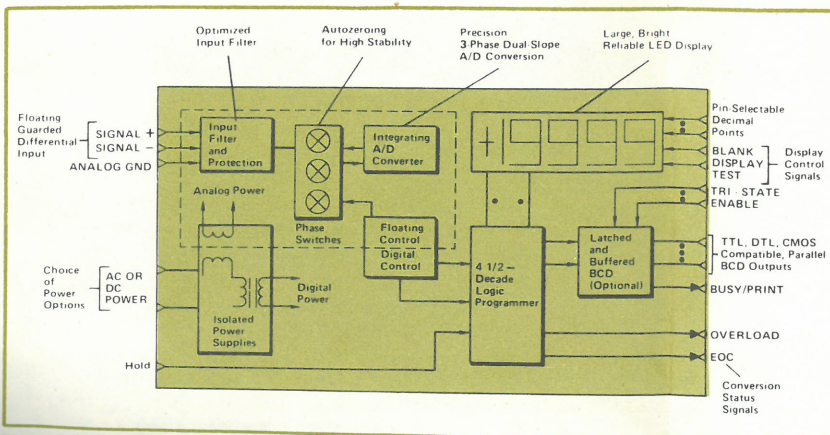 Optimized
Input Filter
Autozeroing
for High Stability
Precision
3-Phase Dual-Slope
A/D Conversion
Large, Bright
Reliable LED Display
Floating
Guarded
Differential
Input
SIGNAL +
SIGNAL −
ANALOG GND
Input
Filter
and
Protection
Integrating
A/D
Converter
Phase Switches
Analog Power
Floating
Control
Digital
Control
+
Pin-Selectable
Decimal
Points
BLANK
DISPLAY
TEST
Display
Control
Signals
TRI-STATE
ENABLE
4 1/2 −
Decade
Logic
Programmer
Latched
and
Buffered
BCD
(Optional)
TTL, DTL, CMOS
Compatible, Parallel
BCD Outputs
BUSY/PRINT
Choice
of
Power
Options
AC OR
DC
POWER
Digital
Power
Isolated
Power
Supplies
Hold
OVERLOAD
EOC
Conversion
Status
Signals